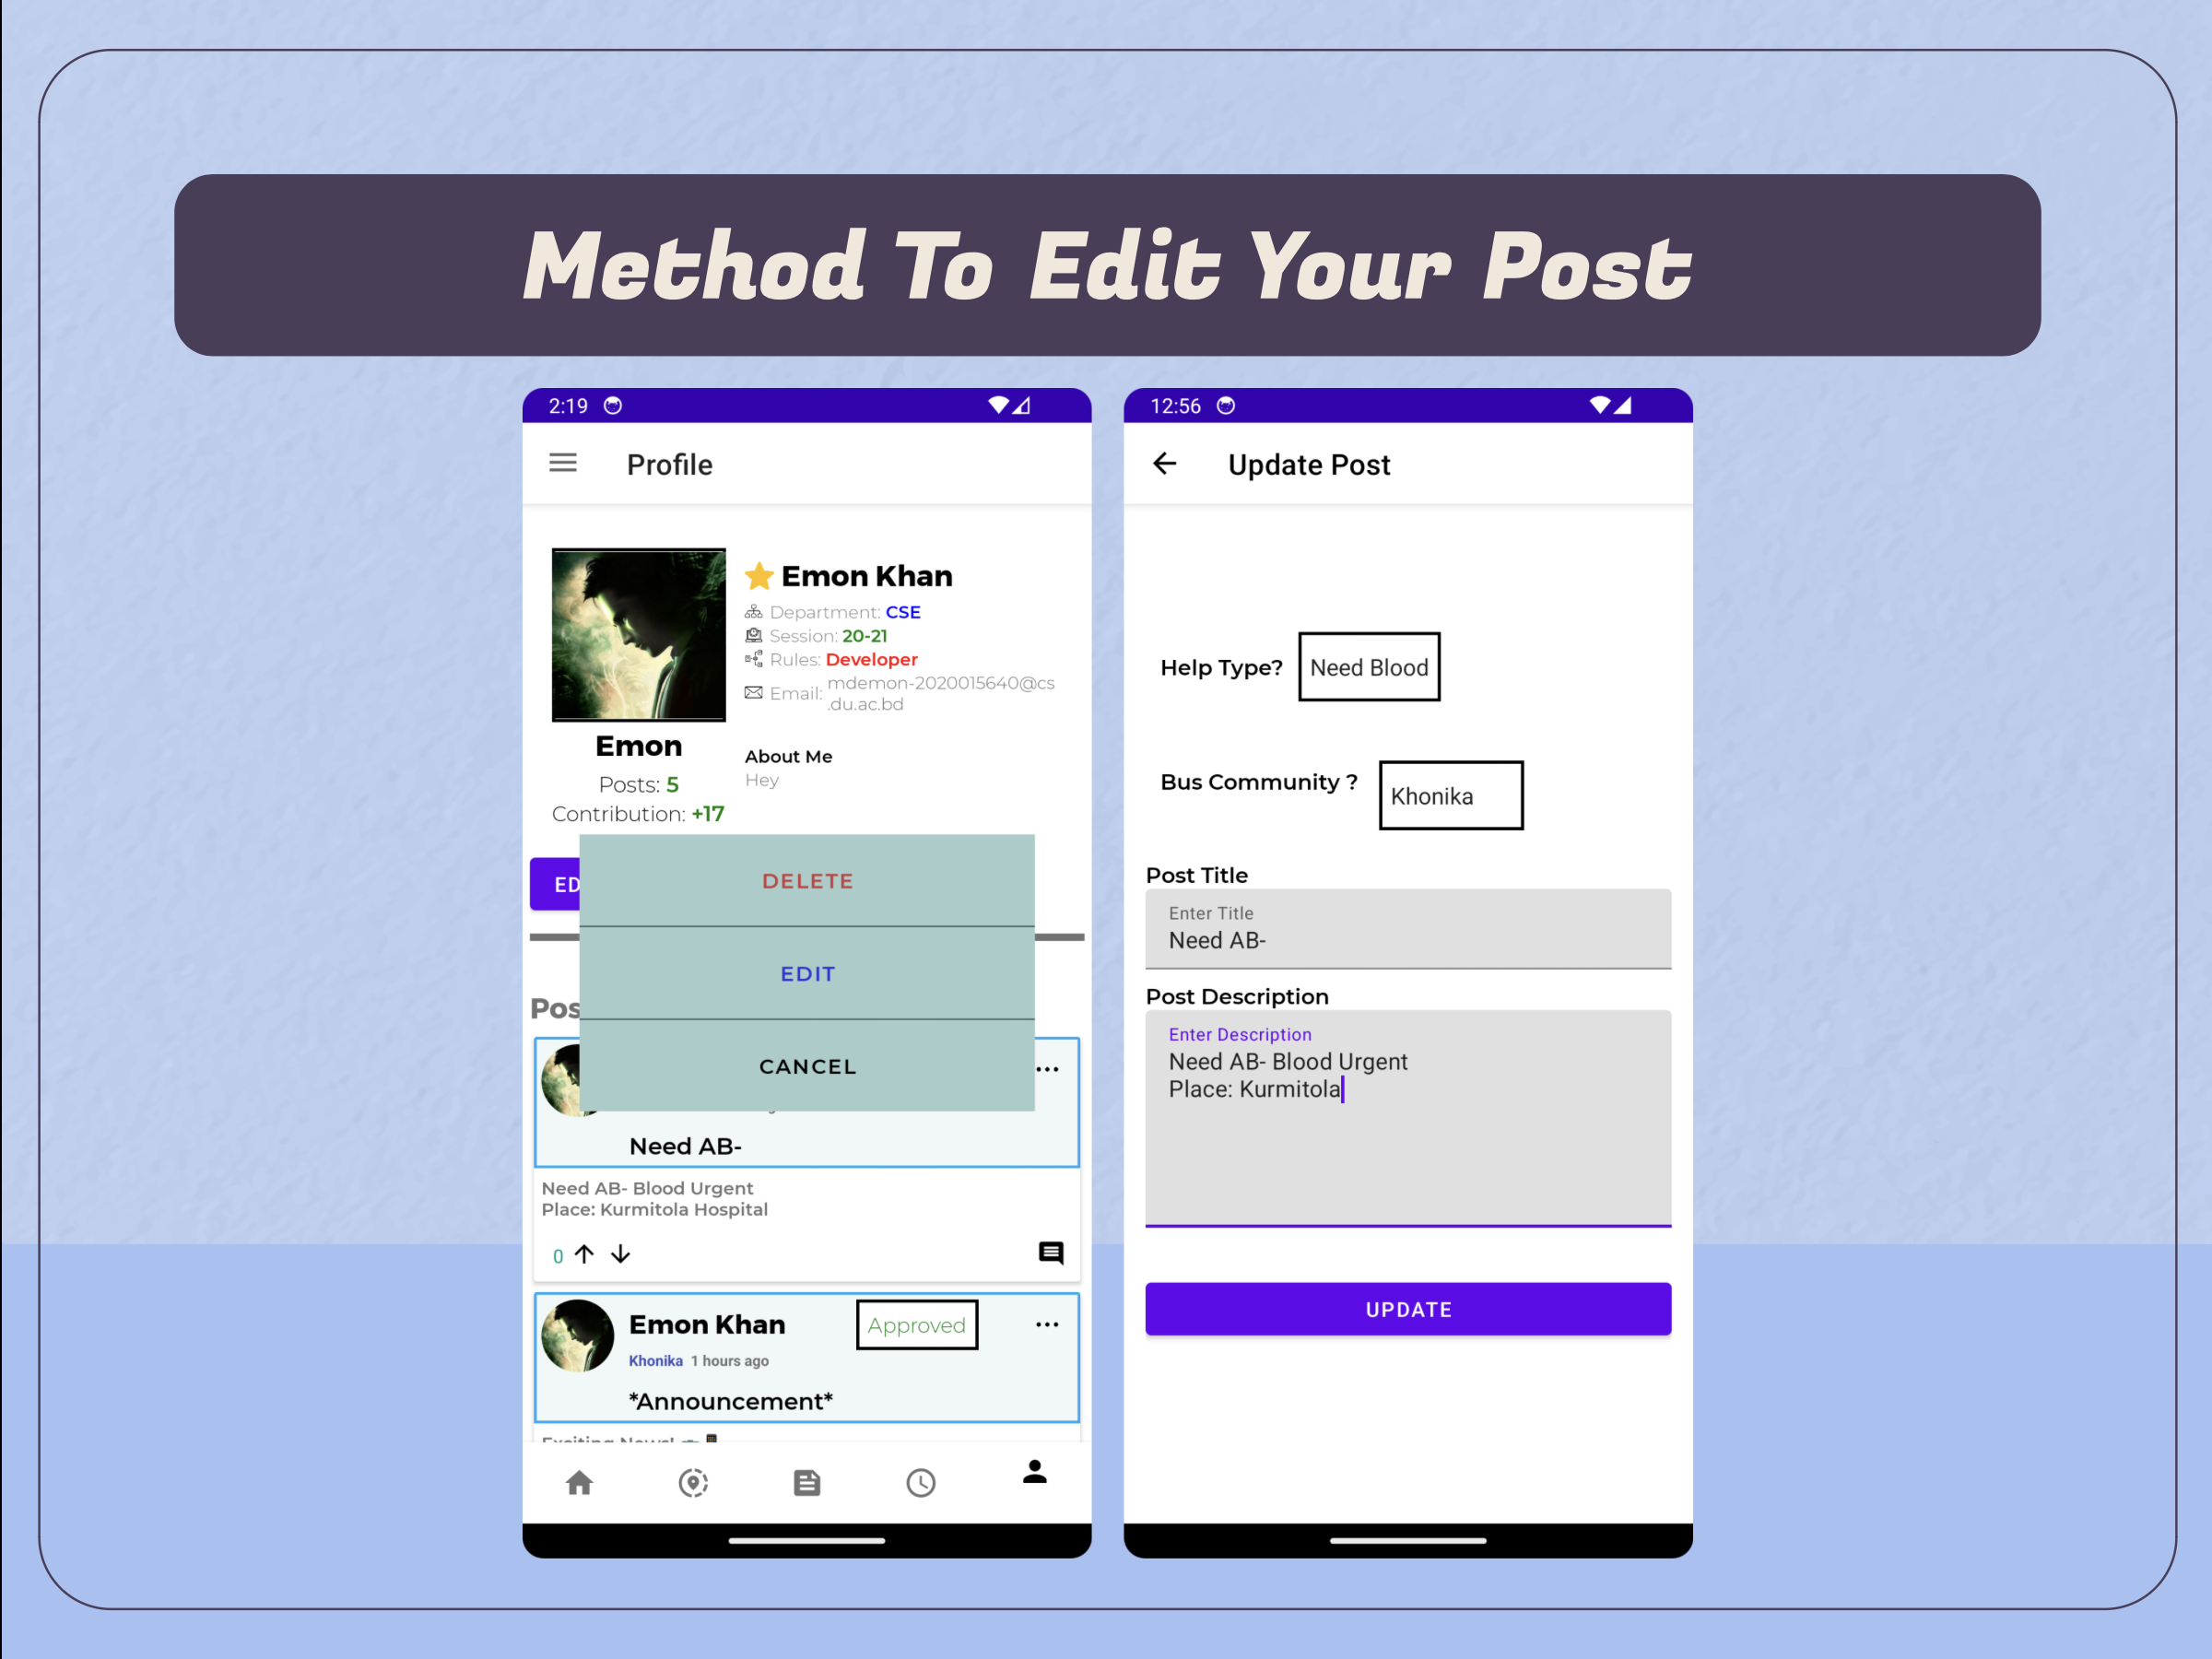 Method To Edit Your Post
2:19
Profile
Emon Khan
Department: CSE
Session: 20-21
Rules: Developer
Email: mdemon-2020015640@cs
.du.ac.bd
Emon
Posts: 5
Contribution: +17
About Me
Hey
ED
DELETE
EDIT
CANCEL
Pos
Need AB-
Need AB- Blood Urgent
Place: Kurmitola Hospital
0
Emon Khan
Approved
Khonika 1 hours ago
*Announcement*
Exciting News!
12:56
Update Post
Help Type?
Need Blood
Bus Community ?
Khonika
Post Title
Enter Title
Need AB-
Post Description
Enter Description
Need AB- Blood Urgent
Place: Kurmitola
UPDATE